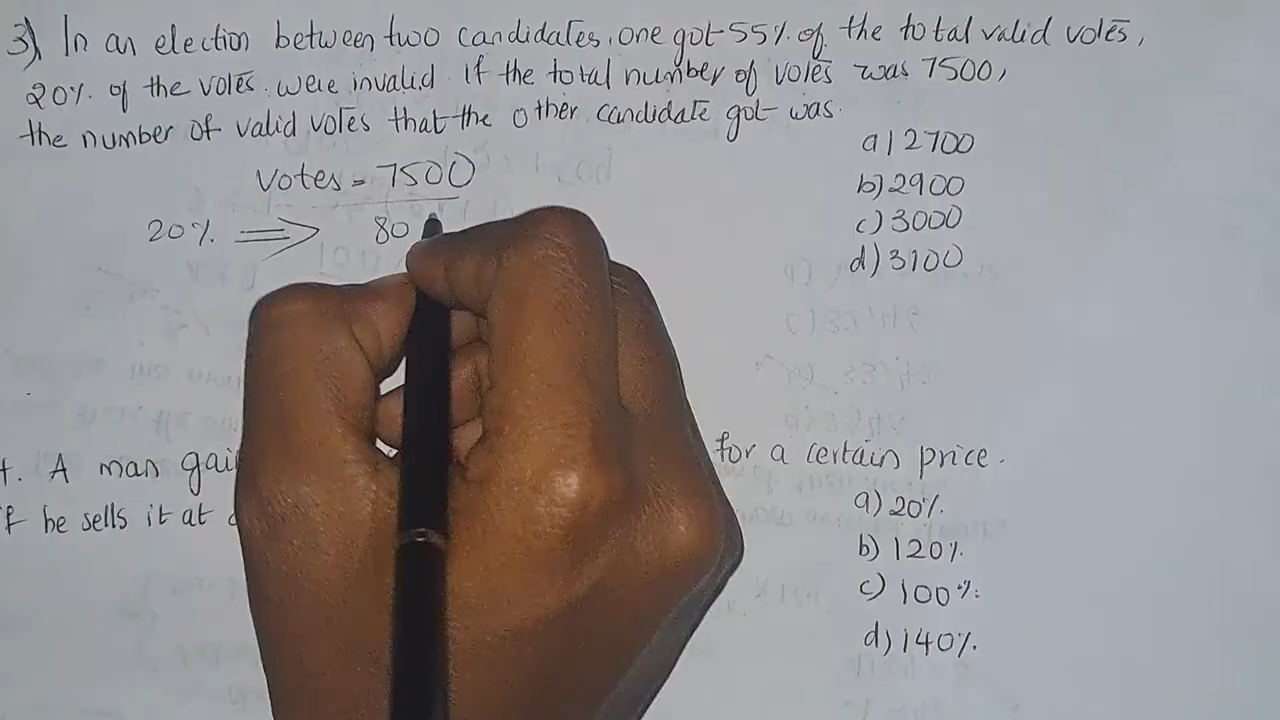 3) In an election between two candidates, one got 55% of the total valid votes,
20% of the votes were invalid. If the total number of votes was 7500,
the number of valid votes that the other candidate got was.
a) 2700
b) 2900
c) 3000
d) 3100
Votes = 7500
20% ⟹ 80
4. A man for a certain price.
if he sells it at
a) 20%
b) 120%
c) 100%
d) 140%